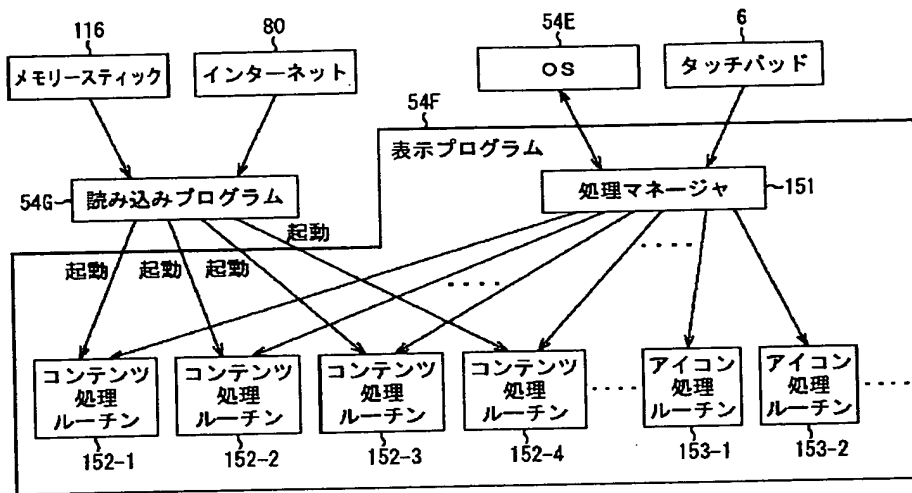 116
80
54E
6
メモリースティック
インターネット
OS
タッチパッド
54F
表示プログラム
54G
読み込みプログラム
処理マネージャ
151
起動
起動
起動
起動
‥‥
‥‥
コンテンツ
処理
ルーチン
コンテンツ
処理
ルーチン
コンテンツ
処理
ルーチン
コンテンツ
処理
ルーチン
‥‥
アイコン
処理
ルーチン
アイコン
処理
ルーチン
‥‥
152-1
152-2
152-3
152-4
153-1
153-2